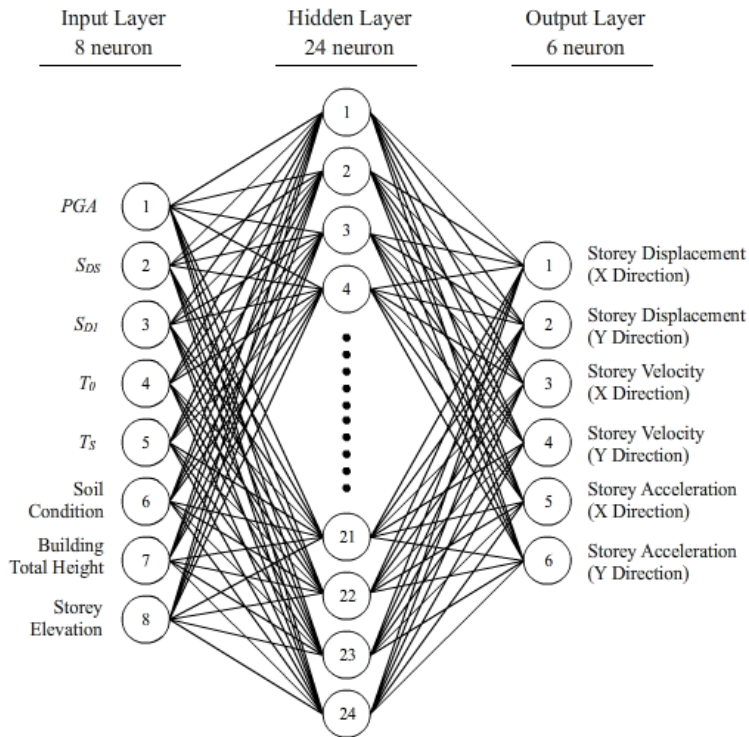 Input Layer
8 neuron
Hidden Layer
24 neuron
Output Layer
6 neuron
PGA
1
S_DS
2
S_D1
3
T_0
4
T_S
5
Soil
Condition
6
Building
Total Height
7
Storey
Elevation
8
1
2
3
4
21
22
23
24
1
Storey Displacement
(X Direction)
2
Storey Displacement
(Y Direction)
3
Storey Velocity
(X Direction)
4
Storey Velocity
(Y Direction)
5
Storey Acceleration
(X Direction)
6
Storey Acceleration
(Y Direction)